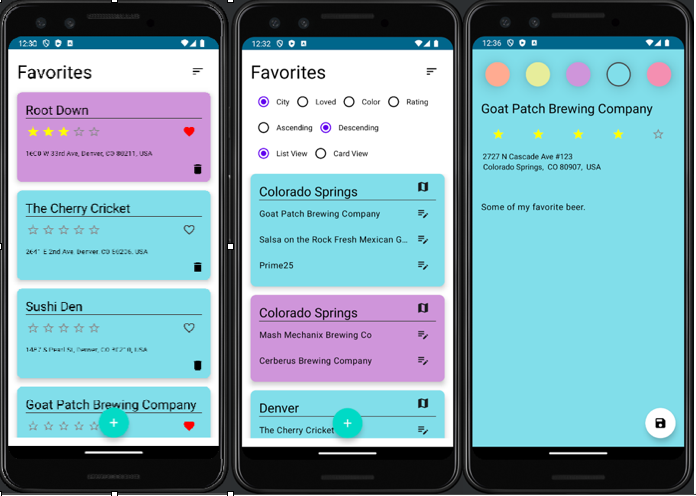 12:30
Favorites
Root Down
1600 W 33rd Ave, Denver, CO 80211, USA
The Cherry Cricket
2641 E 2nd Ave, Denver, CO 80206, USA
Sushi Den
1487 S Pearl St, Denver, CO 80210, USA
Goat Patch Brewing Company
+
12:32
Favorites
City Loved Color Rating
Ascending Descending
List View Card View
Colorado Springs
Goat Patch Brewing Company
Salsa on the Rock Fresh Mexican G...
Prime25
Colorado Springs
Mash Mechanix Brewing Co
Cerberus Brewing Company
Denver
The Cherry Cricket
+
12:36
Goat Patch Brewing Company
2727 N Cascade Ave #123
Colorado Springs, CO 80907, USA
Some of my favorite beer.